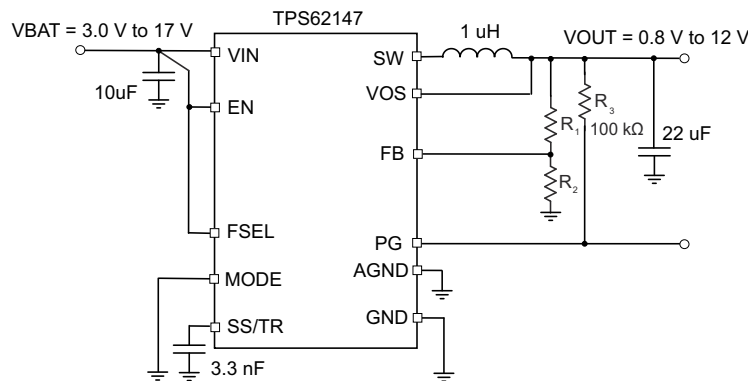 TPS62147
VBAT = 3.0 V to 17 V
VIN
SW
1 uH
VOUT = 0.8 V to 12 V
10uF
EN
VOS
R1
R3
100 kΩ
22 uF
FB
R2
FSEL
PG
MODE
AGND
SS/TR
GND
3.3 nF